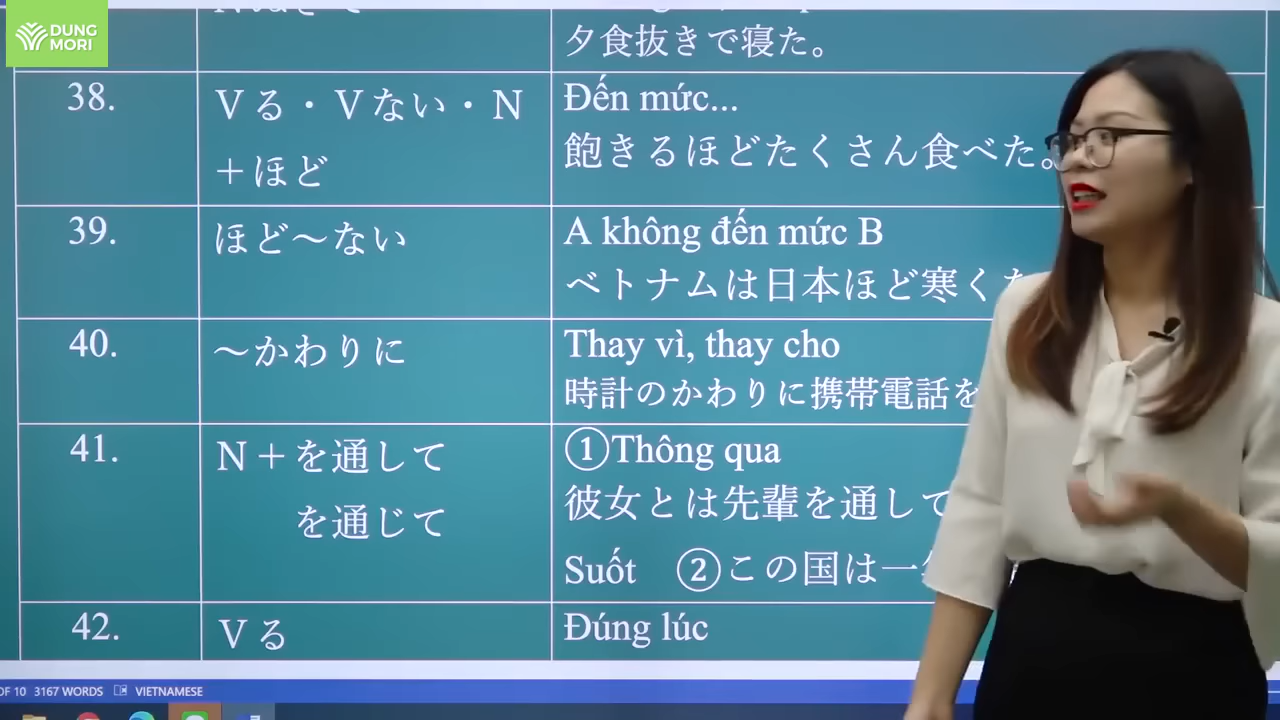 DUNG
MORI
夕食抜きで寝た。
38.
Vる・Vない・N
+ほど
Đến mức...
飽きるほどたくさん食べた。
39.
ほど〜ない
A không đến mức B
ベトナムは日本ほど寒く
40.
〜かわりに
Thay vì, thay cho
時計のかわりに携帯電話を
41.
N+を通して
を通じて
①Thông qua
彼女とは先輩を通して
Suốt ②この国は一
42.
Vる
Đúng lúc
OF 10 3167 WORDS VIETNAMESE